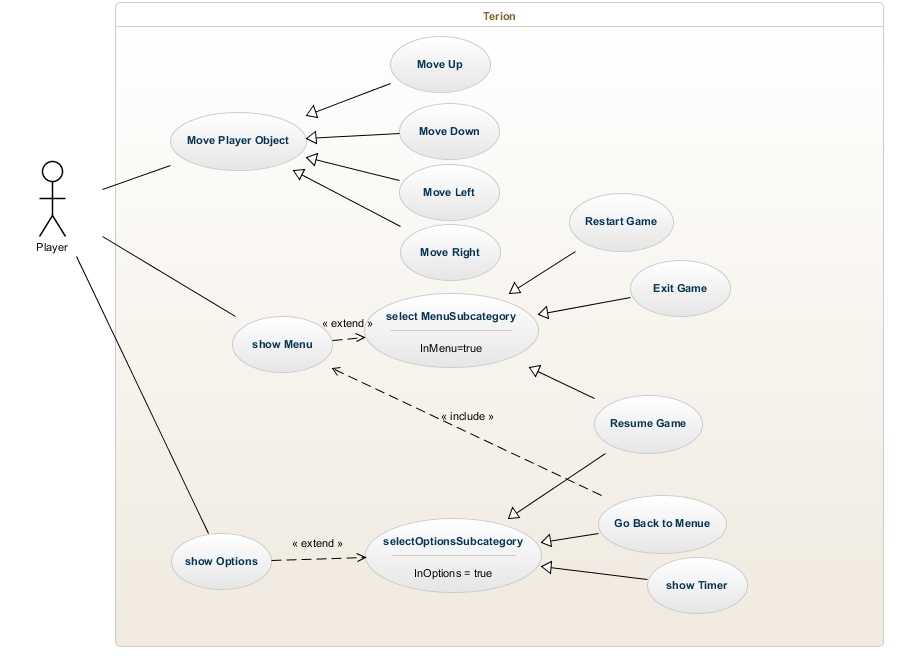 Terion
Move Up
Move Down
Move Player Object
Move Left
Player
Restart Game
Move Right
Exit Game
select MenuSubcategory
« extend »
show Menu
InMenu=true
« include »
Resume Game
Go Back to Menue
selectOptionsSubcategory
« extend »
show Options
InOptions = true
show Timer